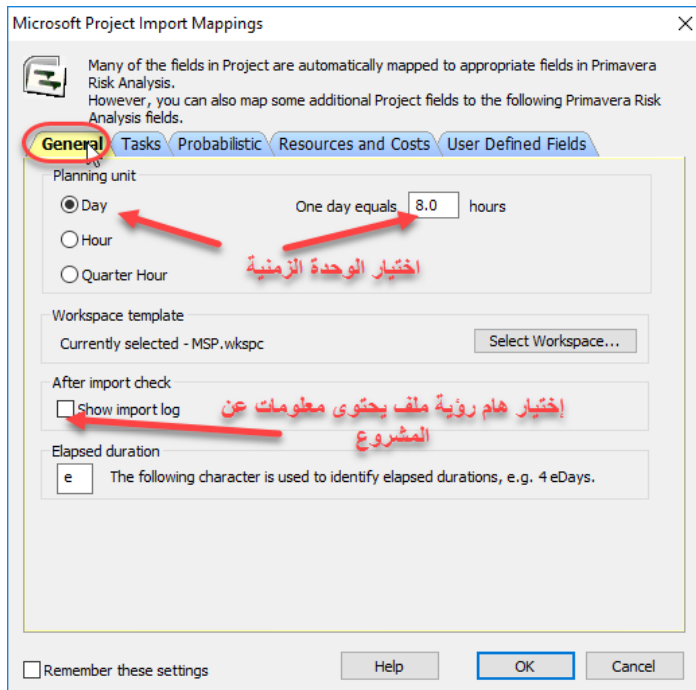 Microsoft Project Import Mappings
Many of the fields in Project are automatically mapped to appropriate fields in Primavera
Risk Analysis.
However, you can also map some additional Project fields to the following Primavera Risk
Analysis fields.
General Tasks Probabilistic Resources and Costs User Defined Fields
Planning unit
Day One day equals 8.0 hours
Hour
اختيار الوحدة الزمنية
Quarter Hour
Workspace template
Currently selected - MSP.wkspc Select Workspace...
After import check
Show import log إختيار هام رؤية ملف يحتوى معلومات عن
المشروع
Elapsed duration
e The following character is used to identify elapsed durations, e.g. 4 eDays.
Remember these settings Help OK Cancel